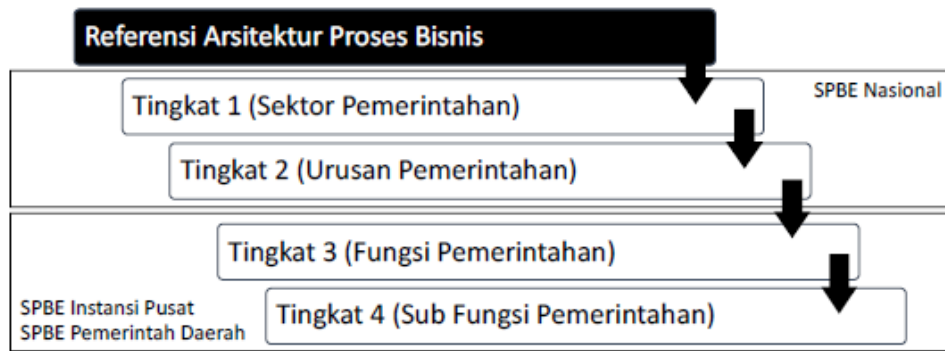 Referensi Arsitektur Proses Bisnis
Tingkat 1 (Sektor Pemerintahan)
SPBE Nasional
Tingkat 2 (Urusan Pemerintahan)
Tingkat 3 (Fungsi Pemerintahan)
SPBE Instansi Pusat
SPBE Pemerintah Daerah
Tingkat 4 (Sub Fungsi Pemerintahan)